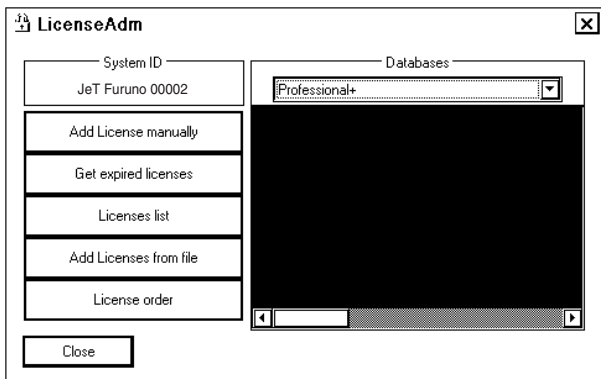 LicenseAdm
System ID
JeT Furuno 00002
Add License manually
Get expired licenses
Licenses list
Add Licenses from file
License order
Close
Databases
Professional+